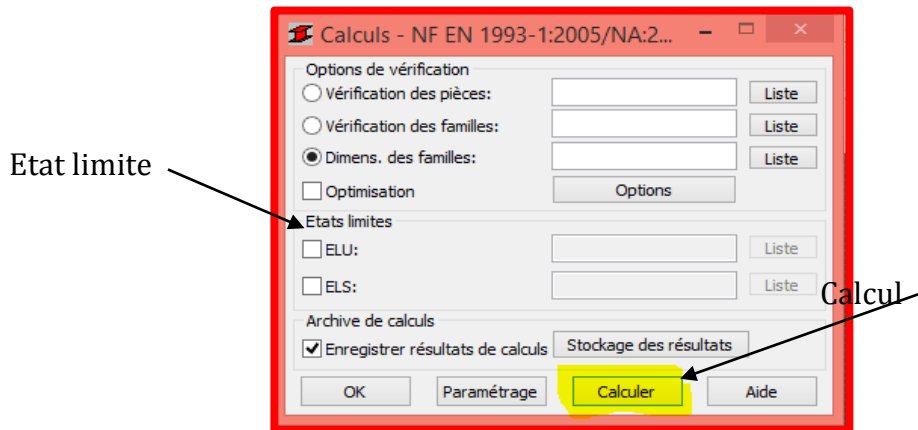 Calculs - NF EN 1993-1:2005/NA:2...
Options de vérification
Vérification des pièces: Liste
Vérification des familles: Liste
Dimens. des familles: Liste
Etat limite
Optimisation Options
Etats limites
ELU: Liste
ELS: Liste
Calcul
Archive de calculs
Enregistrer résultats de calculs Stockage des résultats
OK Paramétrage Calculer Aide